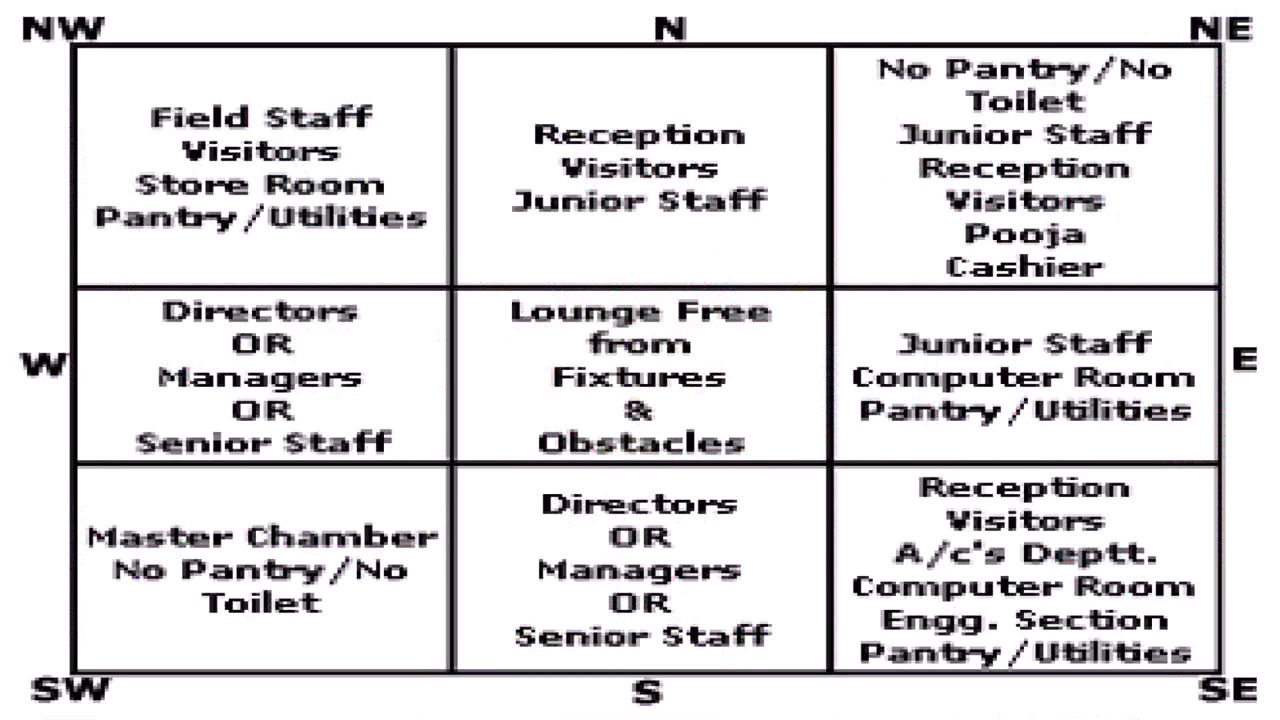 NW N NE
Field Staff
Visitors
Store Room
Pantry/Utilities
Reception
Visitors
Junior Staff
No Pantry/No
Toilet
Junior Staff
Reception
Visitors
Pooja
Cashier
W
Directors
OR
Managers
OR
Senior Staff
Lounge Free
from
Fixtures
&
Obstacles
Junior Staff
Computer Room
Pantry/Utilities
E
Master Chamber
No Pantry/No
Toilet
Directors
OR
Managers
OR
Senior Staff
Reception
Visitors
A/c's Deptt.
Computer Room
Engg. Section
Pantry/Utilities
SW S SE